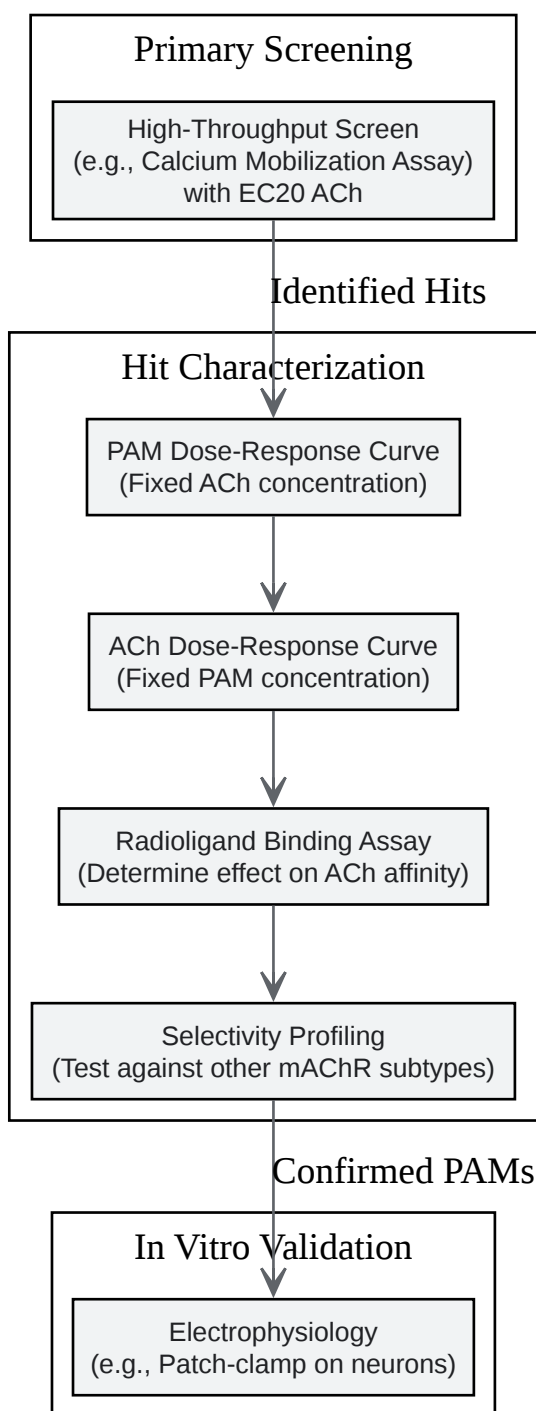 Primary Screening
High-Throughput Screen
(e.g., Calcium Mobilization Assay)
with EC20 ACh
Identified Hits
Hit Characterization
PAM Dose-Response Curve
(Fixed ACh concentration)
ACh Dose-Response Curve
(Fixed PAM concentration)
Radioligand Binding Assay
(Determine effect on ACh affinity)
Selectivity Profiling
(Test against other mAChR subtypes)
Confirmed PAMs
In Vitro Validation
Electrophysiology
(e.g., Patch-clamp on neurons)